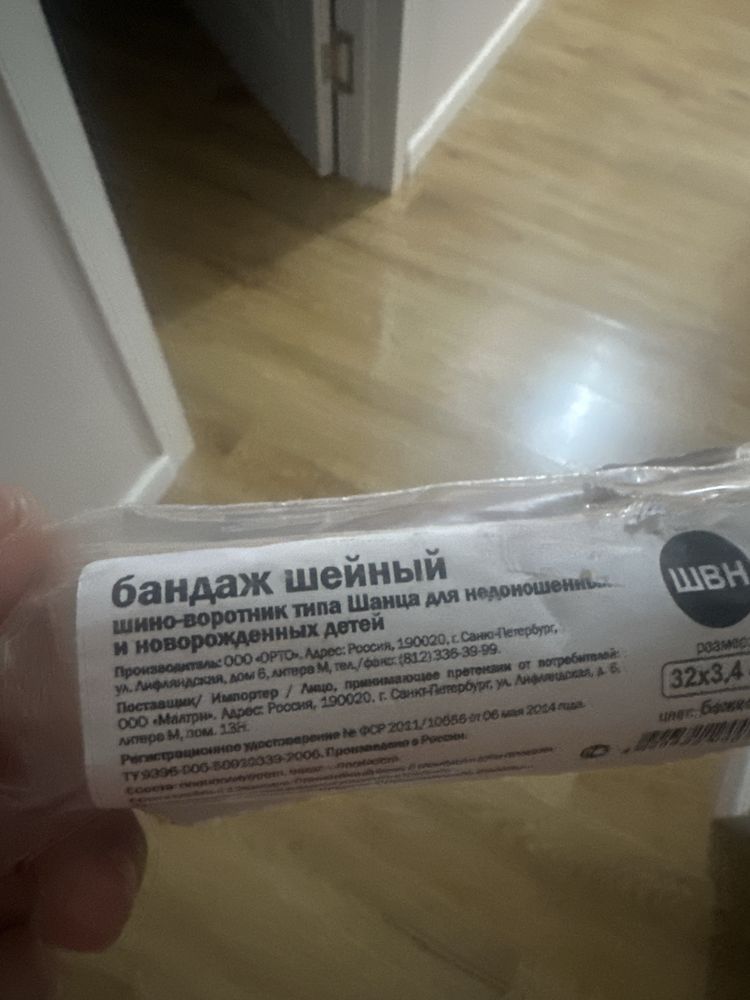 бандаж шейный
шино-воротник типа Шанца для недоношенных
и новорожденных детей
Производитель: ООО «ОРТО». Адрес: Россия, 190020, г. Санкт-Петербург,
ул. Лифляндская, дом 6, литера М, тел./факс: (812) 336-39-99.
Поставщик/ Импортер / Лицо, принимающее претензии от потребителей:
ООО «Малтри». Адрес: Россия, 190020, г. Санкт-Петербург, ул. Лифляндская, д. 6,
литера М, пом. 13Н.
Регистрационное удостоверение № ФСР 2011/10656 от 06 мая 2014 года.
Произведено в России.
ШВН
размер
32х3,4
цвет: